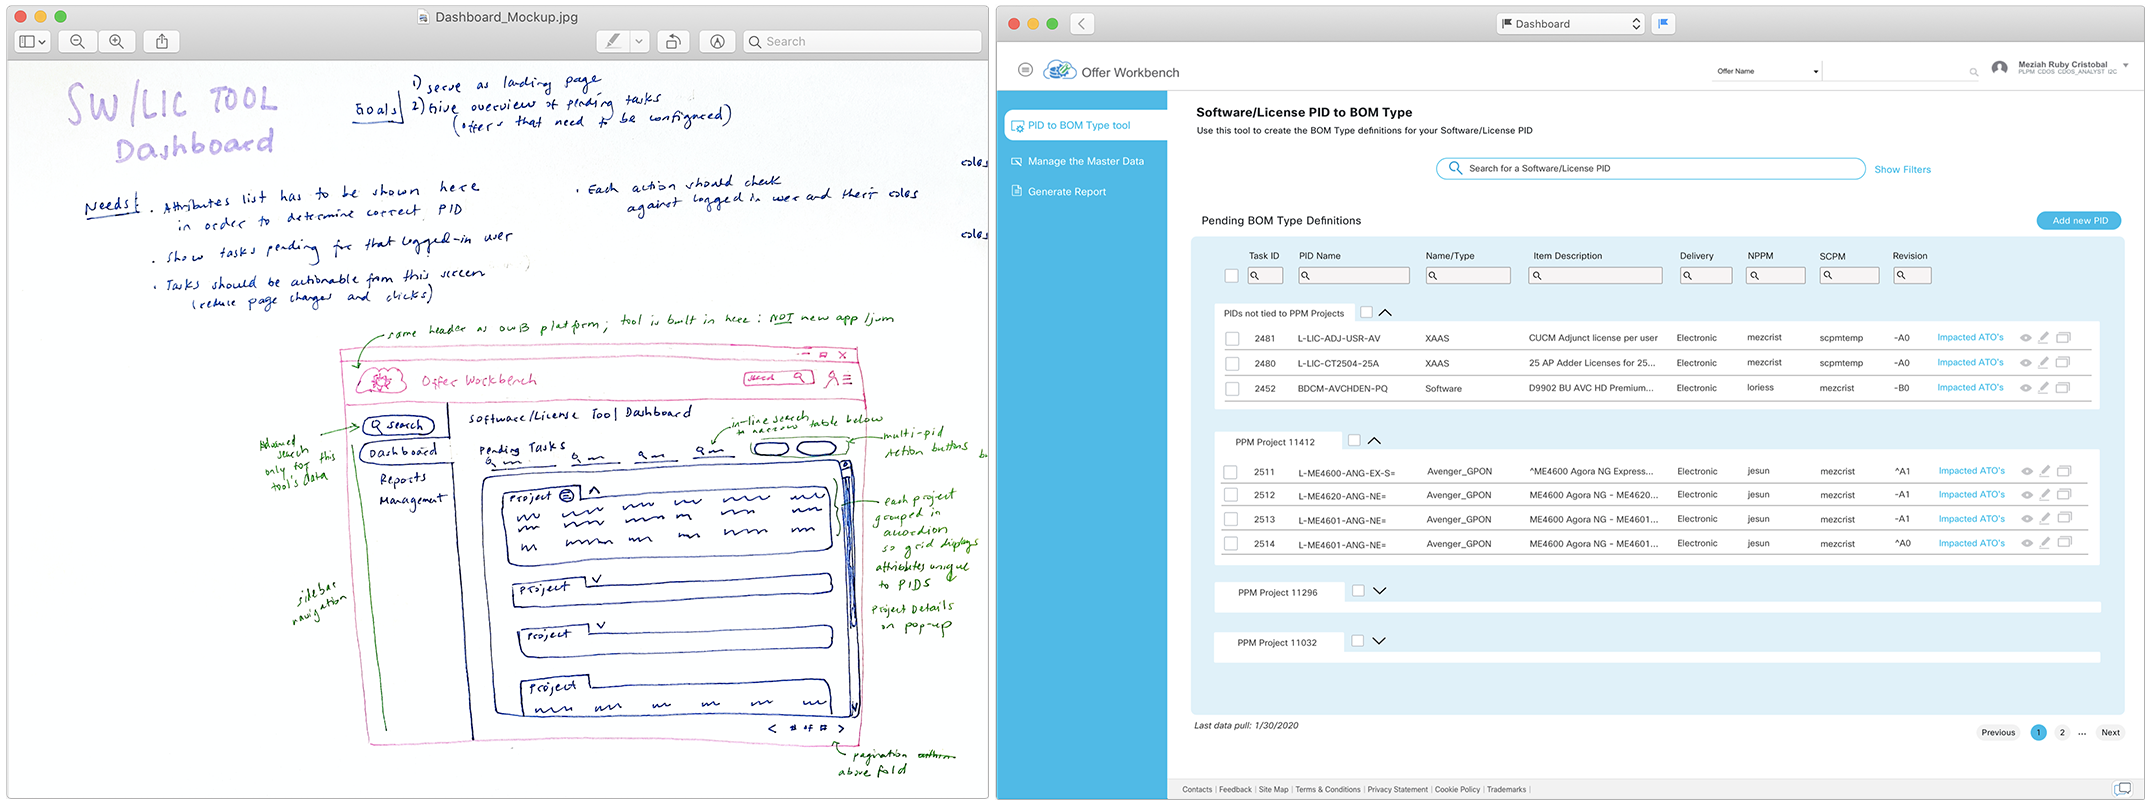 Dashboard_Mockup.jpg
Search
SW/LIC TOOL
Dashboard
Goals
1) serve as landing page
2) Give overview of pending tasks
(offers that need to be configured)
Needs:
· Attributes list has to be shown here
in order to determine correct PID
· Show tasks pending for that logged-in user
· Tasks should be actionable from this screen
(reduce page changes and clicks)
· Each action should check
against logged in user and their roles
same header as OWB platform; tool is built in here: NOT new app/jump
Offer Workbench
search
Search
Dashboard
Reports
Management
Software/License Tool Dashboard
Pending Tasks
in-line search
to narrow table below
multi-pid
action buttons
Advanced
search
only for this
tool's data
sidebar
navigation
Project
Project
Project
Project
each project
grouped in
accordion
so grid displays
attributes unique
to PIDS
Project Details
on pop-up
< # of # >
pagination
above fold
Dashboard
Offer Workbench
Offer Name
Meziah Ruby Cristobal
PLPM CDOS CDOS_ANALYST I2C
PID to BOM Type tool
Manage the Master Data
Generate Report
Software/License PID to BOM Type
Use this tool to create the BOM Type definitions for your Software/License PID
Search for a Software/License PID
Show Filters
Pending BOM Type Definitions
Add new PID
Task ID PID Name Name/Type Item Description Delivery NPPM SCPM Revision
PIDs not tied to PPM Projects
2481 L-LIC-ADJ-USR-AV XAAS CUCM Adjunct license per user Electronic mezcrist scpmtemp -A0 Impacted ATO's
2480 L-LIC-CT2504-25A XAAS 25 AP Adder Licenses for 25... Electronic mezcrist scpmtemp -A0 Impacted ATO's
2452 BDCM-AVCHDEN-PQ Software D9902 BU AVC HD Premium... Electronic loriess mezcrist -B0 Impacted ATO's
PPM Project 11412
2511 L-ME4600-ANG-EX-S= Avenger_GPON ^ME4600 Agora NG Express... Electronic jesun mezcrist ^A1 Impacted ATO's
2512 L-ME4620-ANG-NE= Avenger_GPON ME4600 Agora NG - ME4620... Electronic jesun mezcrist -A1 Impacted ATO's
2513 L-ME4601-ANG-NE= Avenger_GPON ME4600 Agora NG - ME4601... Electronic jesun mezcrist -A1 Impacted ATO's
2514 L-ME4601-ANG-NE= Avenger_GPON ME4600 Agora NG - ME4601... Electronic jesun mezcrist ^A0 Impacted ATO's
PPM Project 11296
PPM Project 11032
Last data pull: 1/30/2020
Previous 1 2 ... Next
Contacts | Feedback | Site Map | Terms & Conditions | Privacy Statement | Cookie Policy | Trademarks |